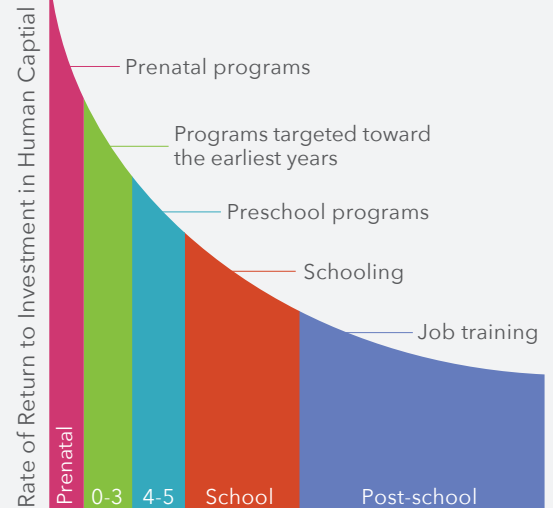 Rate of Return to Investment in Human Captial
Prenatal programs
Programs targeted toward
the earliest years
Preschool programs
Schooling
Job training
Prenatal
0-3
4-5
School
Post-school